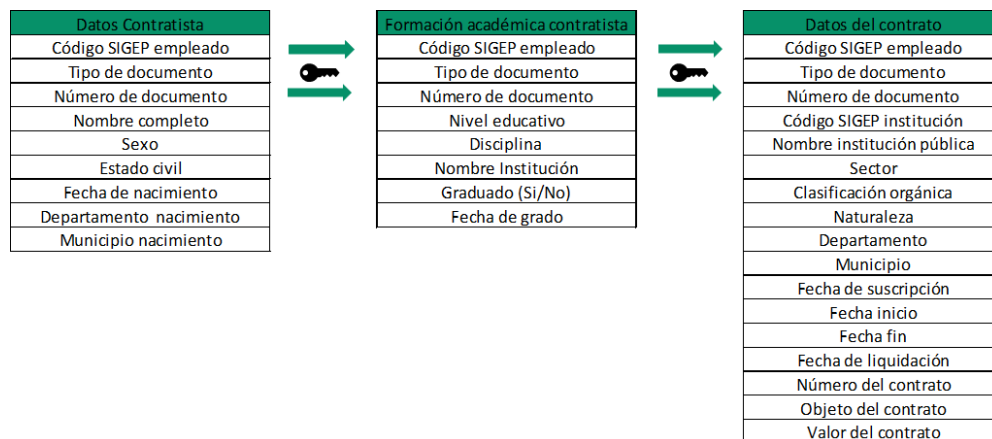 Datos Contratista
Código SIGEP empleado
Tipo de documento
Número de documento
Nombre completo
Sexo
Estado civil
Fecha de nacimiento
Departamento nacimiento
Municipio nacimiento
Formación académica contratista
Código SIGEP empleado
Tipo de documento
Número de documento
Nivel educativo
Disciplina
Nombre Institución
Graduado (Si/No)
Fecha de grado
Datos del contrato
Código SIGEP empleado
Tipo de documento
Número de documento
Código SIGEP institución
Nombre institución pública
Sector
Clasificación orgánica
Naturaleza
Departamento
Municipio
Fecha de suscripción
Fecha inicio
Fecha fin
Fecha de liquidación
Número del contrato
Objeto del contrato
Valor del contrato